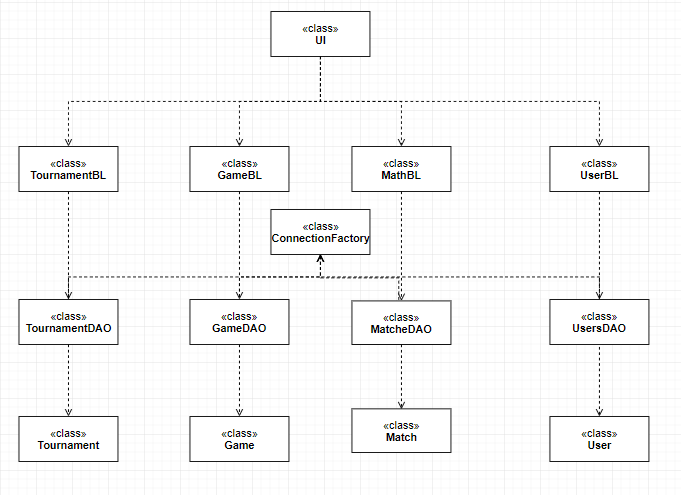 «class»
UI
«class»
TournamentBL
«class»
GameBL
«class»
MathBL
«class»
UserBL
«class»
ConnectionFactory
«class»
TournamentDAO
«class»
GameDAO
«class»
MatcheDAO
«class»
UsersDAO
«class»
Tournament
«class»
Game
«class»
Match
«class»
User